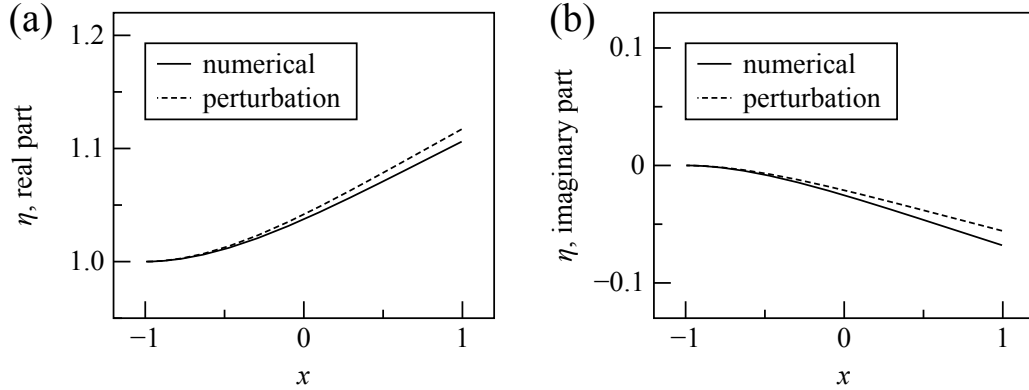 (a)
η, real part
1.2
1.1
1.0
numerical
perturbation
−1
0
1
x
(b)
η, imaginary part
0.1
0
−0.1
numerical
perturbation
−1
0
1
x